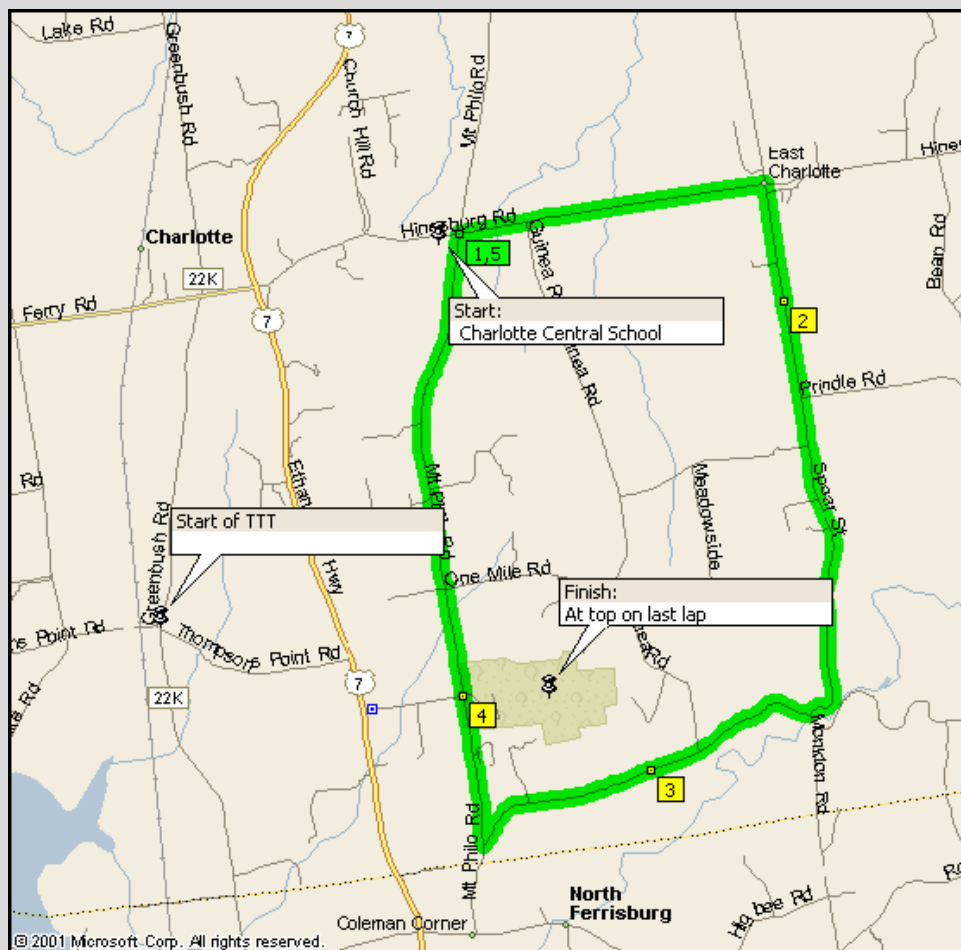 Lake Rd
Greenbush Rd
7
Church Hill Rd
Mt Philo Rd
East
Charlotte
Hines
Hinesburg Rd
Charlotte
1,5
Guinea Rd
Bean Rd
22K
Ferry Rd
7
Start:
Charlotte Central School
2
Prindle Rd
Rd
Ethan
Hwy
Mt Philo Rd
Meadowside
Spear St
Start of TTT
Greenbush Rd
One Mile Rd
Finish:
At top on last lap
Thompsons Point Rd
ns Point Rd
Rd
22K
7
4
3
Monkton Rd
Mt Philo Rd
North
Ferrisburg
Coleman Corner
© 2001 Microsoft Corp. All rights reserved.